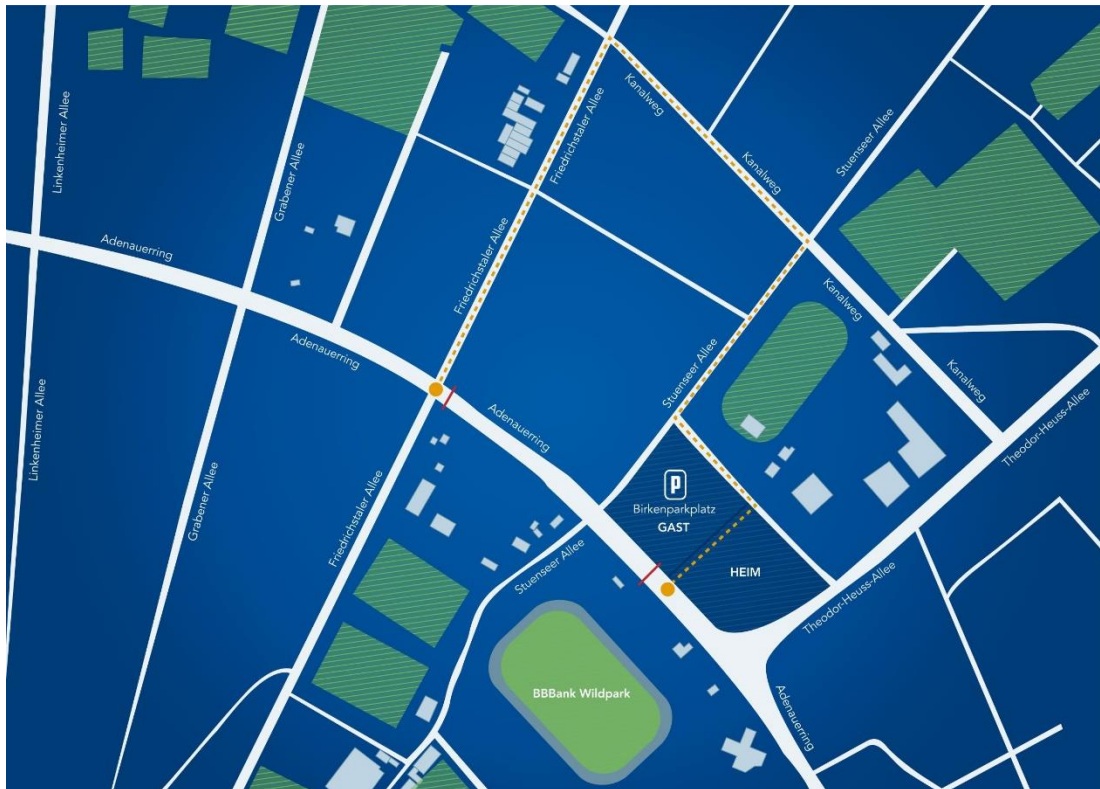 Linkenheimer Allee
Grabener Allee
Friedrichstaler Allee
Kanalweg
Kanalweg
Stuenseer Allee
Adenauerring
Friedrichstaler Allee
Kanalweg
Adenauerring
Stuenseer Allee
Kanalweg
Linkenheimer Allee
Grabener Allee
Friedrichstaler Allee
Adenauerring
Theodor-Heuss-Allee
P
Birkenparkplatz
GAST
Stuenseer Allee
HEIM
Theodor-Heuss-Allee
BBBank Wildpark
Adenauerring